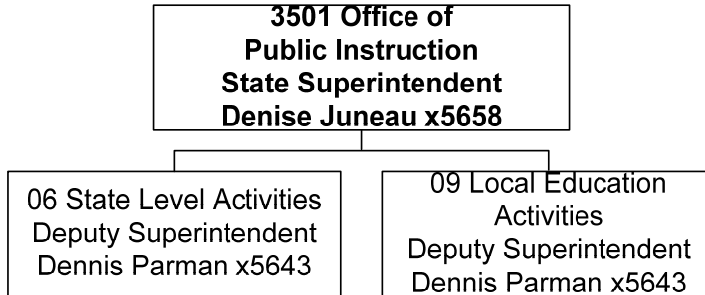 3501 Office of
Public Instruction
State Superintendent
Denise Juneau x5658
06 State Level Activities
Deputy Superintendent
Dennis Parman x5643
09 Local Education
Activities
Deputy Superintendent
Dennis Parman x5643